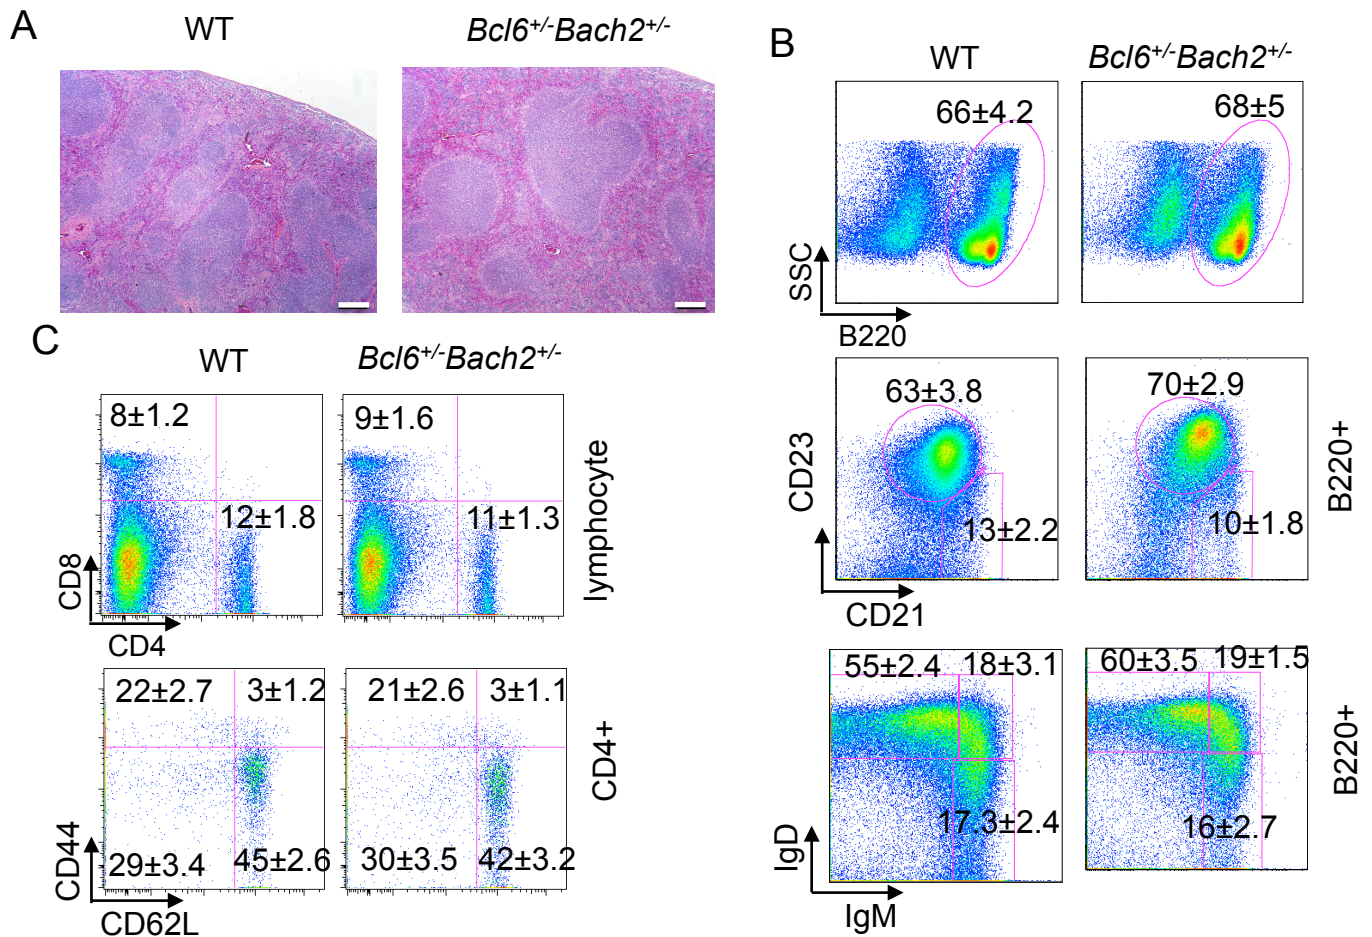 A
WT
Bcl6+/-Bach2+/-
B
WT
Bcl6+/-Bach2+/-
66±4.2
68±5
SSC
B220
63±3.8
70±2.9
13±2.2
10±1.8
CD23
CD21
B220+
55±2.4
18±3.1
60±3.5
19±1.5
17.3±2.4
16±2.7
IgD
IgM
B220+
C
WT
Bcl6+/-Bach2+/-
8±1.2
9±1.6
12±1.8
11±1.3
CD8
CD4
lymphocyte
22±2.7
3±1.2
21±2.6
3±1.1
29±3.4
45±2.6
30±3.5
42±3.2
CD44
CD62L
CD4+